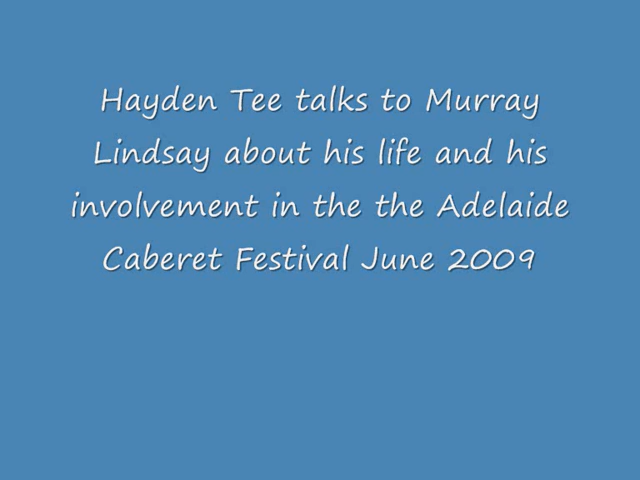 Hayden Tee talks to Murray
Lindsay about his life and his
involvement in the the Adelaide
Caberet Festival June 2009